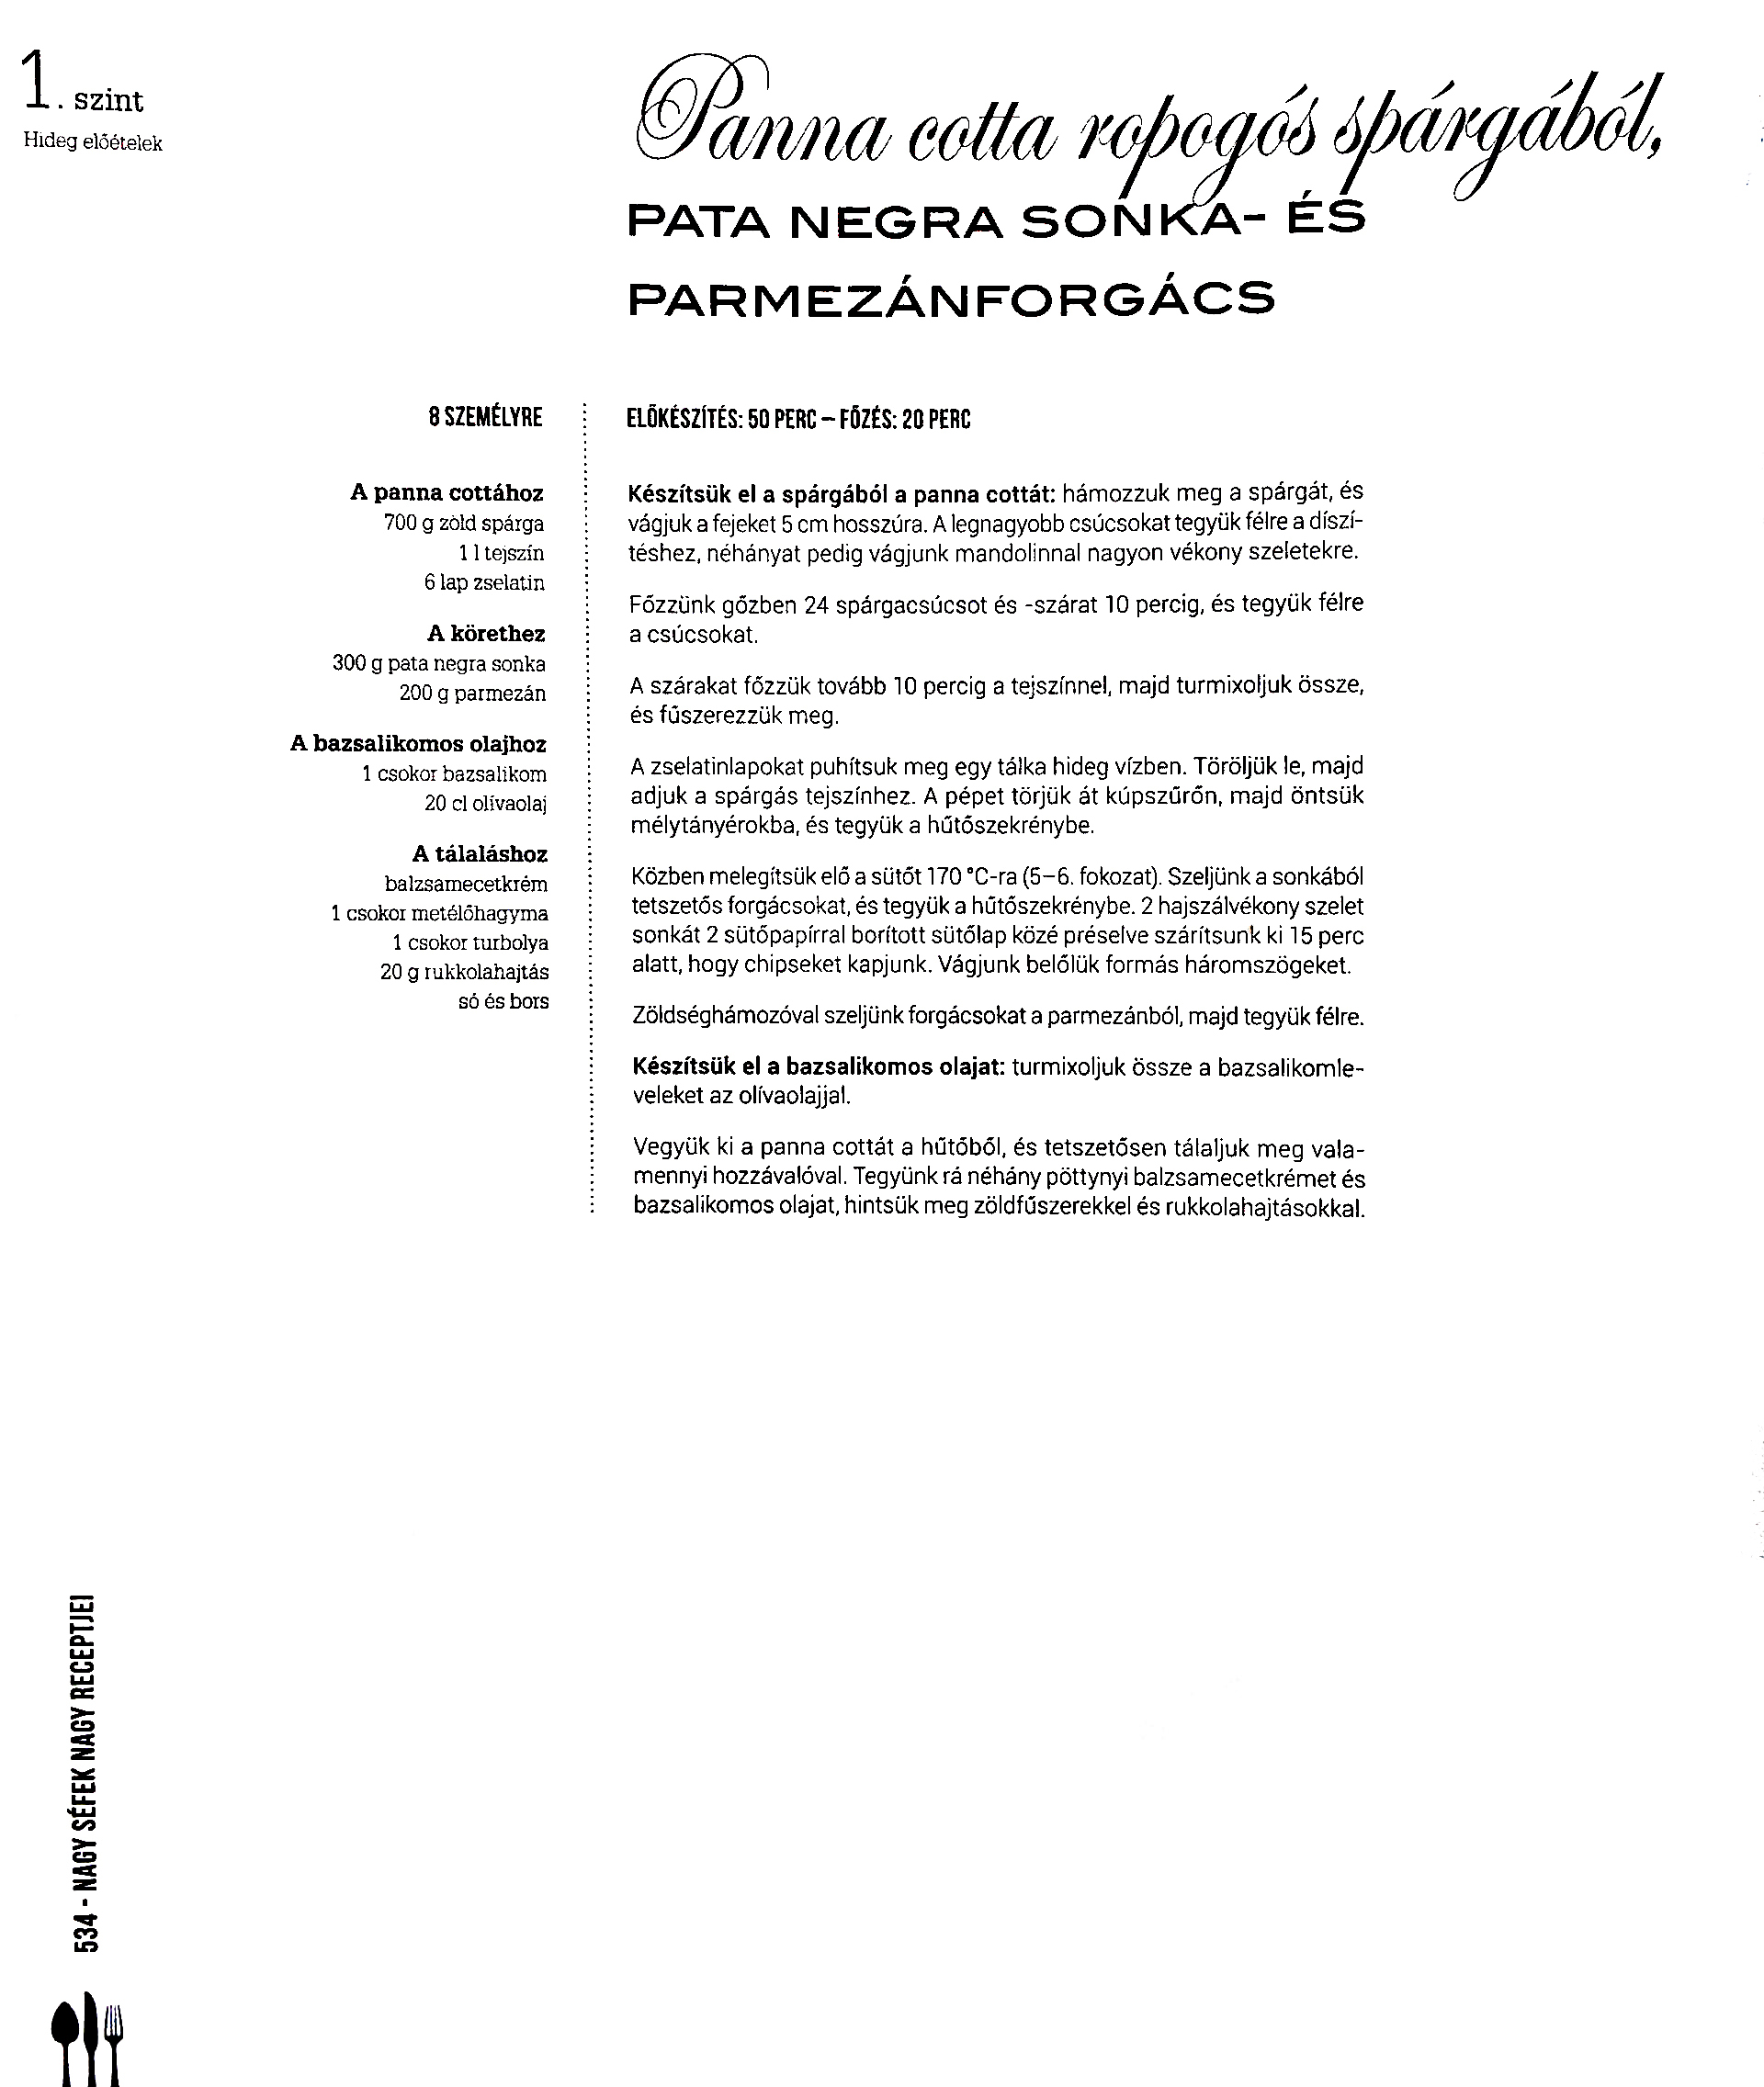 1. szint
Hideg előételek
Panna cotta ropogós spárgából,
PATA NEGRA SONKA- ÉS
PARMEZÁNFORGÁCS
8 SZEMÉLYRE
A panna cottához
700 g zöld spárga
1 l tejszín
6 lap zselatin
A körethez
300 g pata negra sonka
200 g parmezán
A bazsalikomos olajhoz
1 csokor bazsalikom
20 cl olívaolaj
A tálaláshoz
balzsamecetkrém
1 csokor metélőhagyma
1 csokor turbolya
20 g rukkolahajtás
só és bors
ELŐKÉSZÍTÉS: 50 PERC – FŐZÉS: 20 PERC
Készítsük el a spárgából a panna cottát: hámozzuk meg a spárgát, és
vágjuk a fejeket 5 cm hosszúra. A legnagyobb csúcsokat tegyük félre a díszí-
téshez, néhányat pedig vágjunk mandolinnal nagyon vékony szeletekre.
Főzzünk gőzben 24 spárgacsúcsot és -szárat 10 percig, és tegyük félre
a csúcsokat.
A szárakat főzzük tovább 10 percig a tejszínnel, majd turmixoljuk össze,
és fűszerezzük meg.
A zselatinlapokat puhítsuk meg egy tálka hideg vízben. Töröljük le, majd
adjuk a spárgás tejszínhez. A pépet törjük át kúpszűrőn, majd öntsük
mélytányérokba, és tegyük a hűtőszekrénybe.
Közben melegítsük elő a sütőt 170 °C-ra (5–6. fokozat). Szeljünk a sonkából
tetszetős forgácsokat, és tegyük a hűtőszekrénybe. 2 hajszálvékony szelet
sonkát 2 sütőpapírral borított sütőlap közé préselve szárítsunk ki 15 perc
alatt, hogy chipseket kapjunk. Vágjunk belőlük formás háromszögeket.
Zöldséghámozóval szeljünk forgácsokat a parmezánból, majd tegyük félre.
Készítsük el a bazsalikomos olajat: turmixoljuk össze a bazsalikomle-
veleket az olívaolajjal.
Vegyük ki a panna cottát a hűtőből, és tetszetősen tálaljuk meg vala-
mennyi hozzávalóval. Tegyünk rá néhány pöttynyi balzsamecetkrémet és
bazsalikomos olajat, hintsük meg zöldfűszerekkel és rukkolahajtásokkal.
534 - NAGY SÉFEK NAGY RECEPTJEI